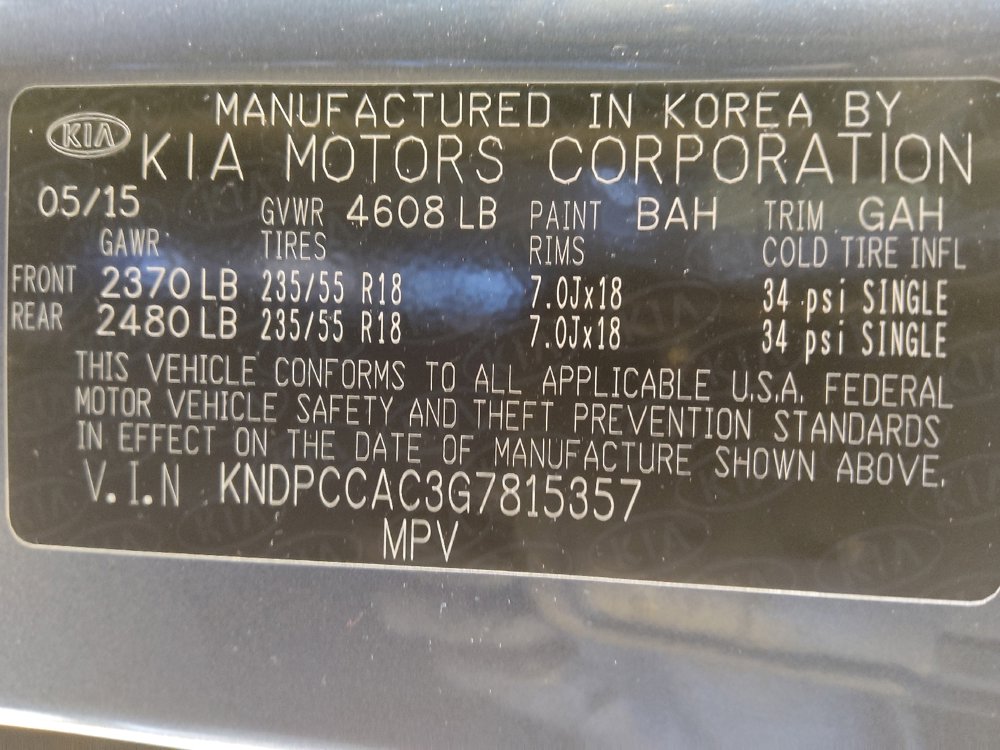 MANUFACTURED IN KOREA BY
KIA KIA MOTORS CORPORATION
05/15 GVWR 4608 LB PAINT BAH TRIM GAH
GAWR TIRES RIMS COLD TIRE INFL
FRONT 2370 LB 235/55 R18 7.0Jx18 34 psi SINGLE
REAR 2480 LB 235/55 R18 7.0Jx18 34 psi SINGLE
THIS VEHICLE CONFORMS TO ALL APPLICABLE U.S.A. FEDERAL
MOTOR VEHICLE SAFETY AND THEFT PREVENTION STANDARDS
IN EFFECT ON THE DATE OF MANUFACTURE SHOWN ABOVE.
V.I.N KNDPCCAC3G7815357
MPV